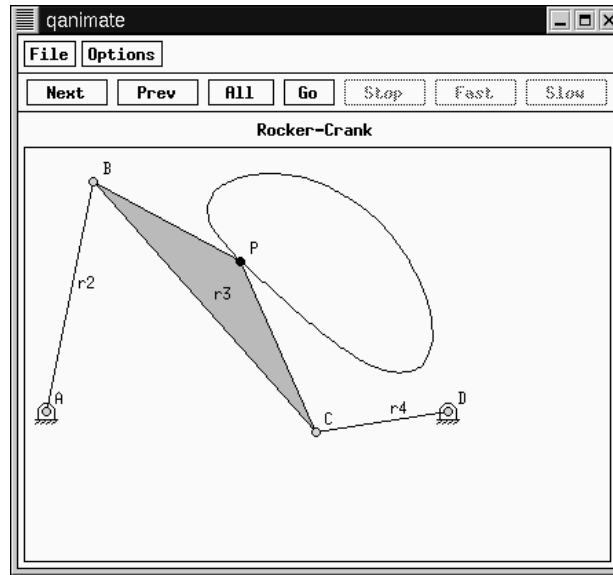 qanimate
File Options
Next Prev All Go Stop Fast Slow
Rocker-Crank
B
P
r2
r3
A
D
r4
C